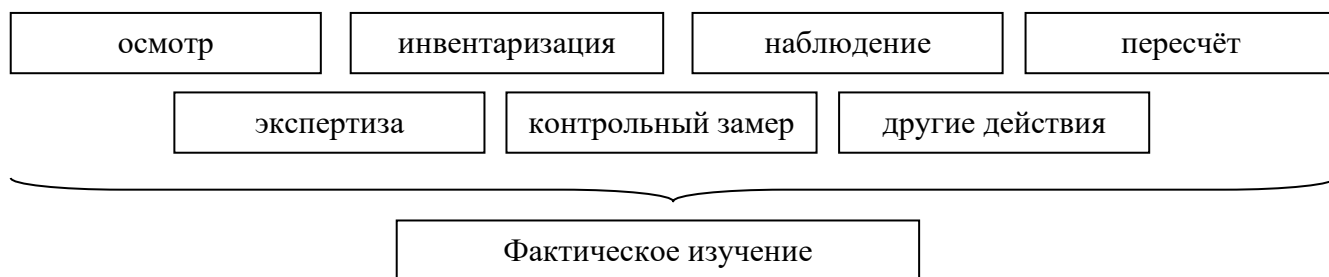 осмотр инвентаризация наблюдение пересчёт
экспертиза контрольный замер другие действия
Фактическое изучение